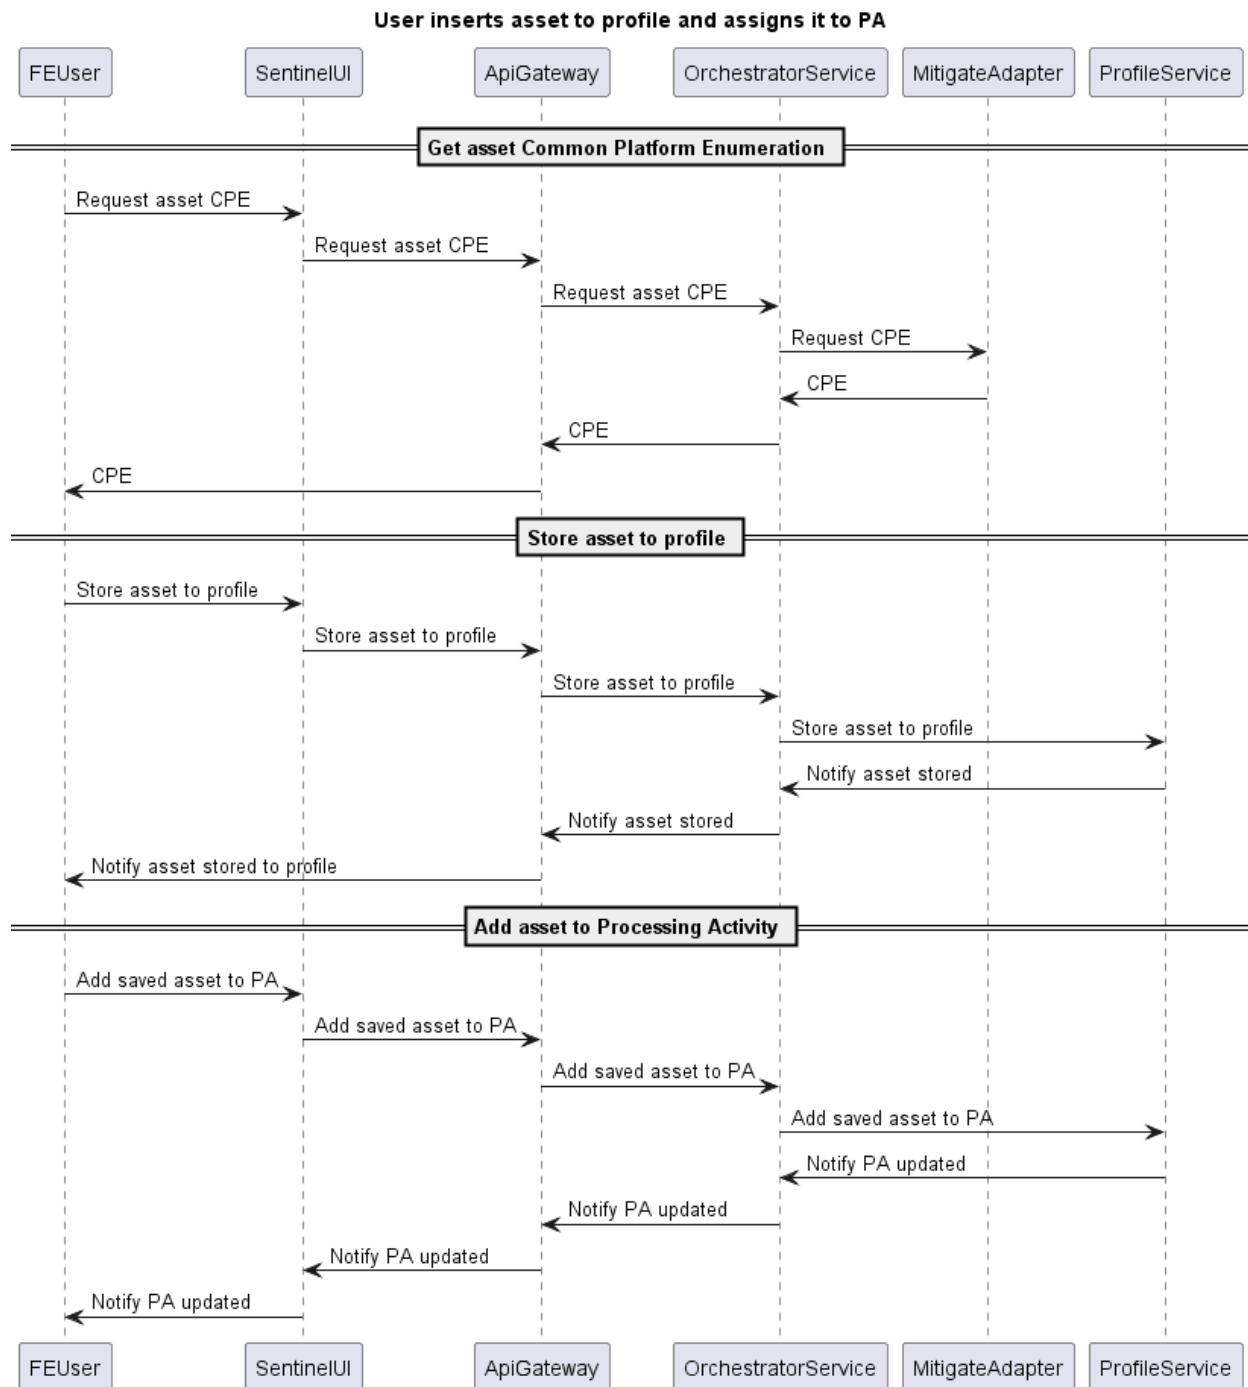 User inserts asset to profile and assigns it to PA
FEUser SentinelUI ApiGateway OrchestratorService MitigateAdapter ProfileService
Get asset Common Platform Enumeration
Request asset CPE
Request asset CPE
Request asset CPE
Request CPE
CPE
CPE
CPE
Store asset to profile
Store asset to profile
Store asset to profile
Store asset to profile
Store asset to profile
Notify asset stored
Notify asset stored
Notify asset stored to profile
Add asset to Processing Activity
Add saved asset to PA
Add saved asset to PA
Add saved asset to PA
Add saved asset to PA
Notify PA updated
Notify PA updated
Notify PA updated
Notify PA updated
FEUser SentinelUI ApiGateway OrchestratorService MitigateAdapter ProfileService